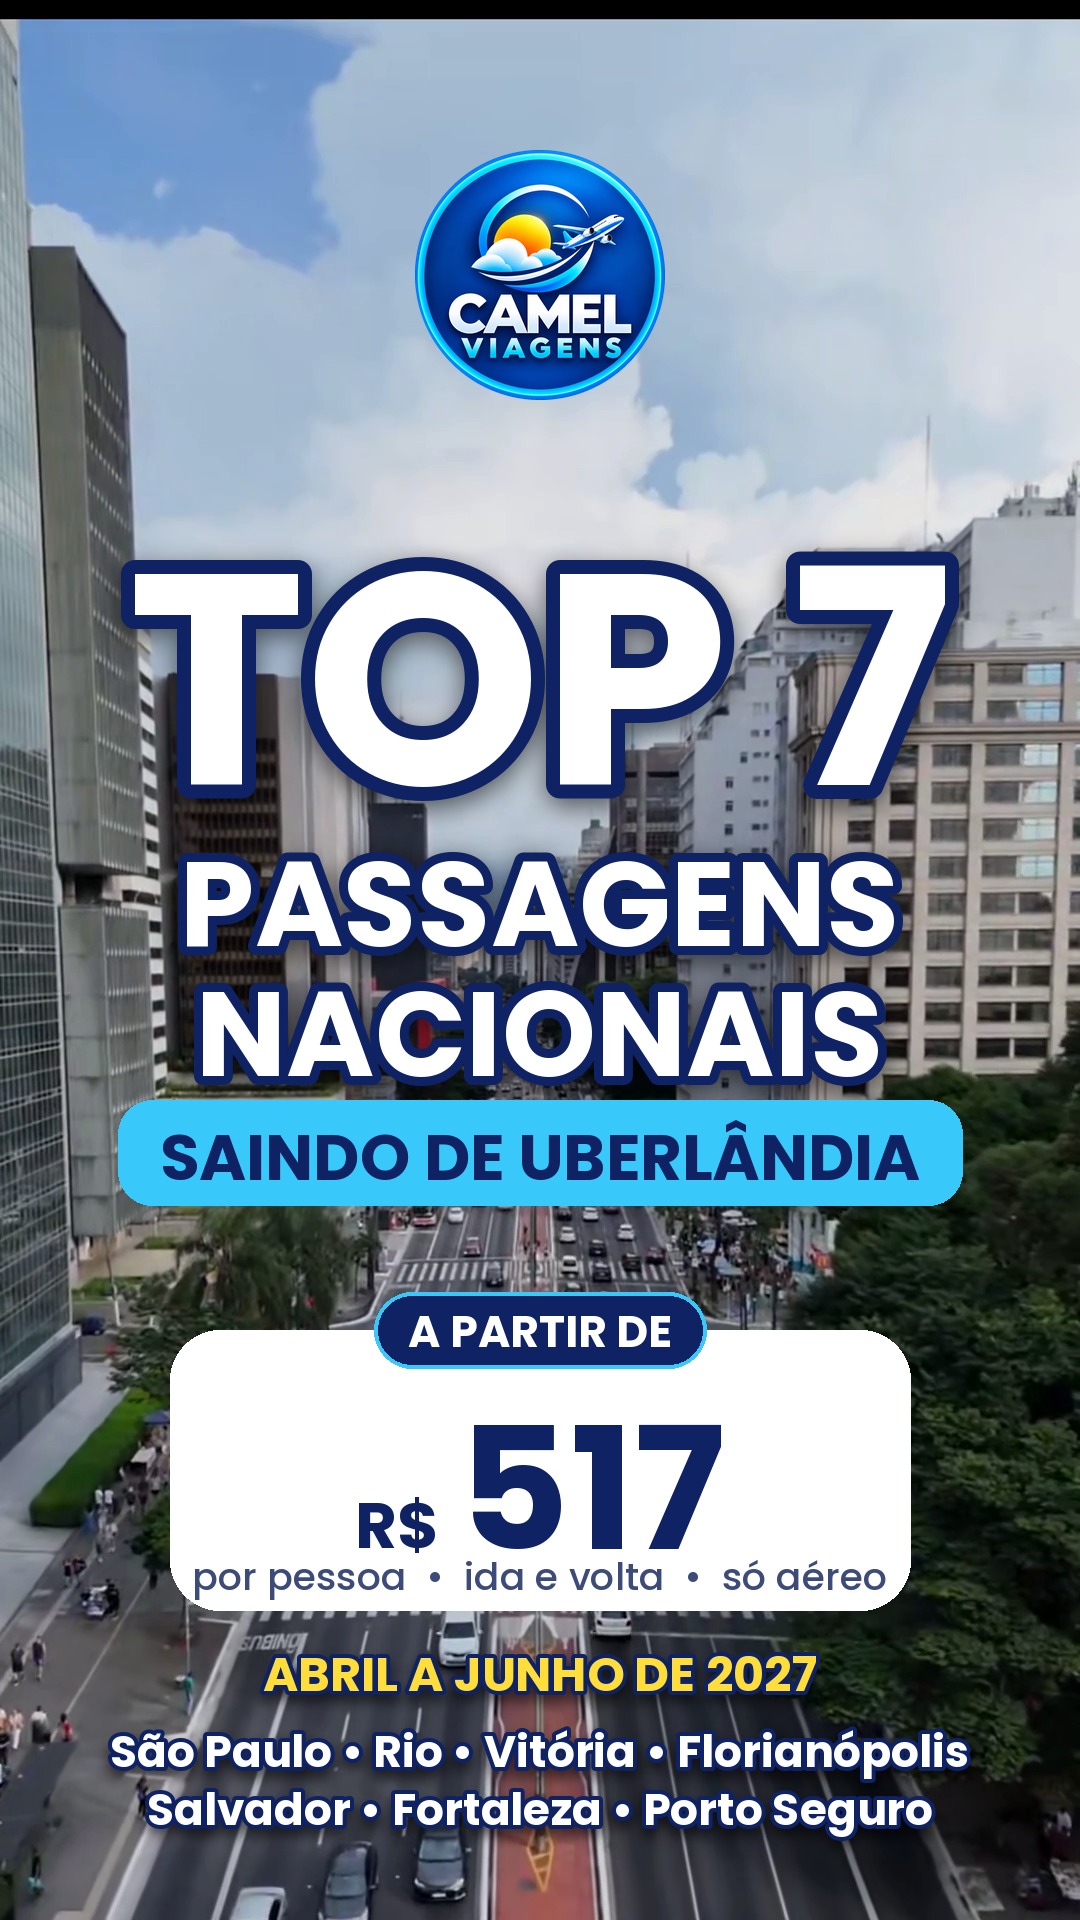 CAMEL
VIAGENS
TOP 7
PASSAGENS
NACIONAIS
SAINDO DE UBERLÂNDIA
A PARTIR DE
R$ 517
por pessoa • ida e volta • só aéreo
ABRIL A JUNHO DE 2027
São Paulo • Rio • Vitória • Florianópolis
Salvador • Fortaleza • Porto Seguro